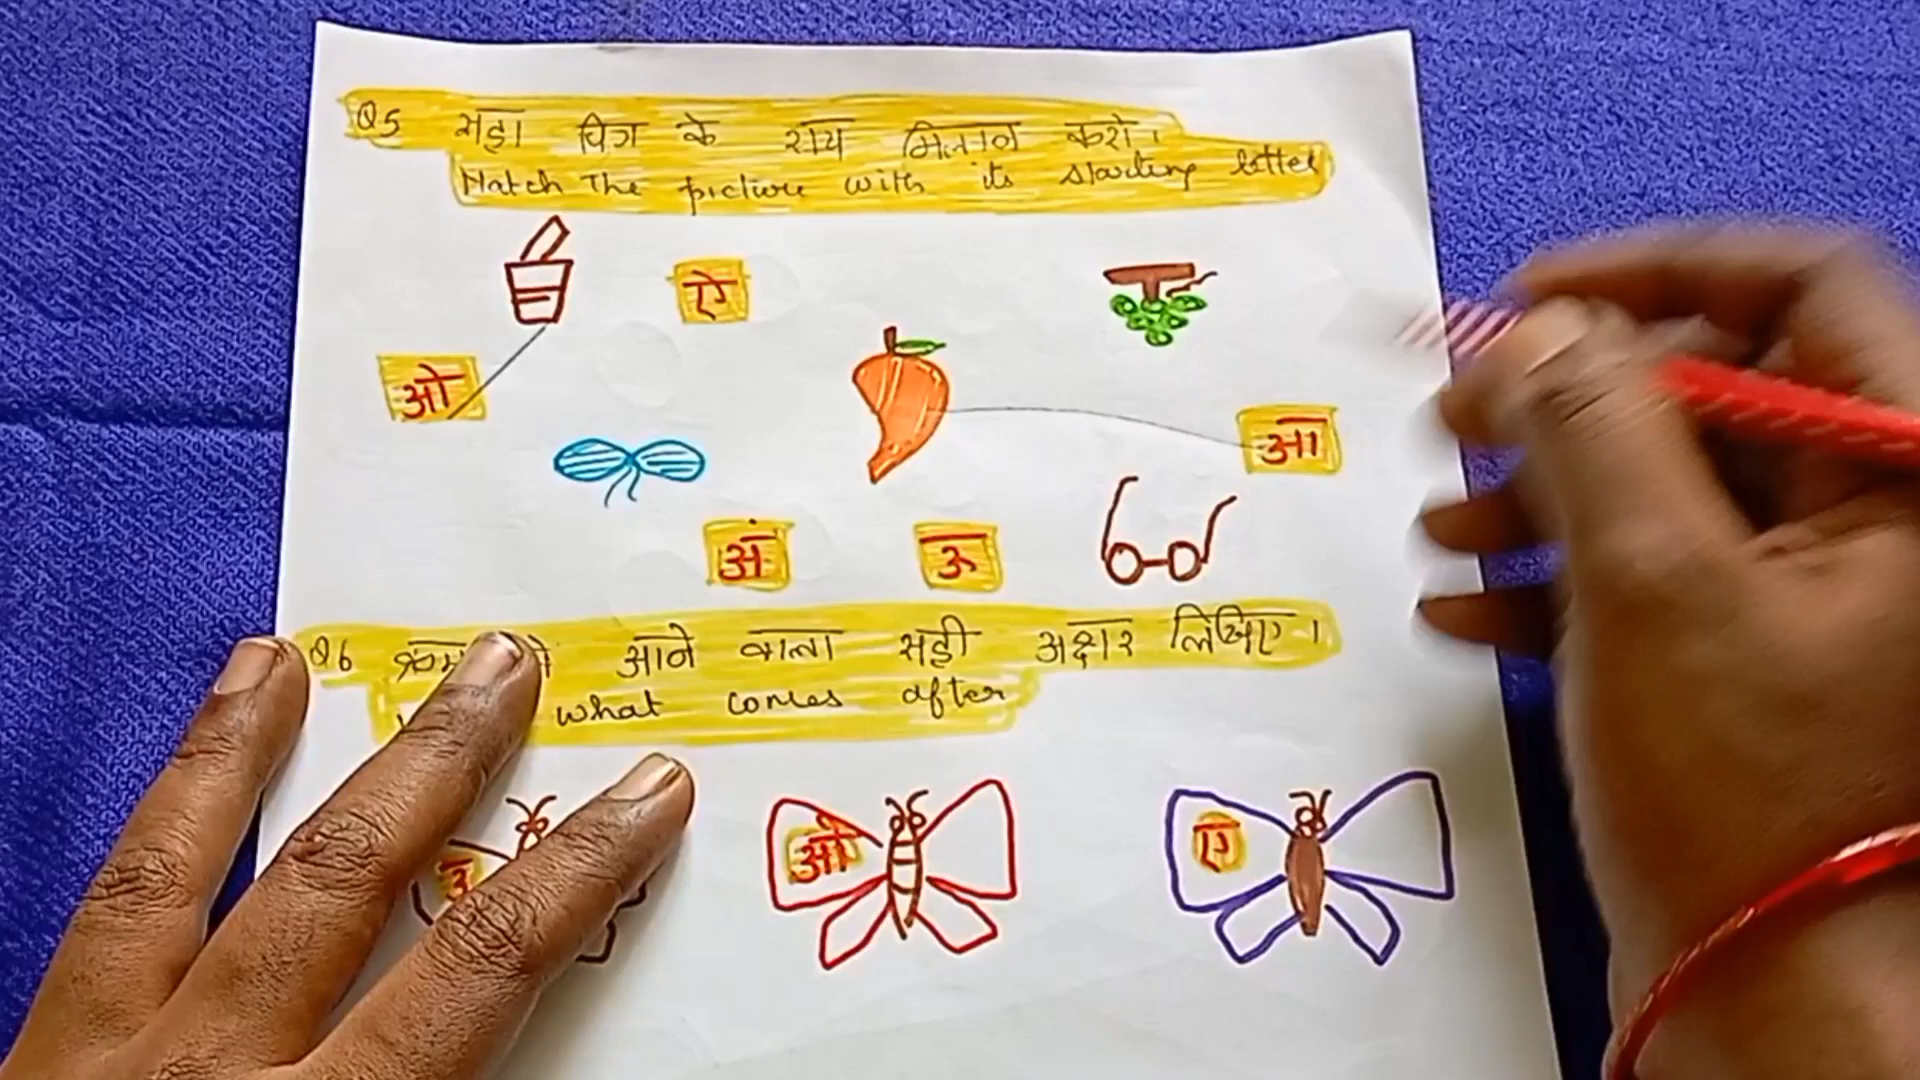 Q5 सही चित्र के साथ मिलान करो।
Match The picture with its starting letter
ऐ
ओ
आ
अं
ऊ
Q6 आने वाला सही अक्षर लिखिए।
what comes after
उ
ओ
ए